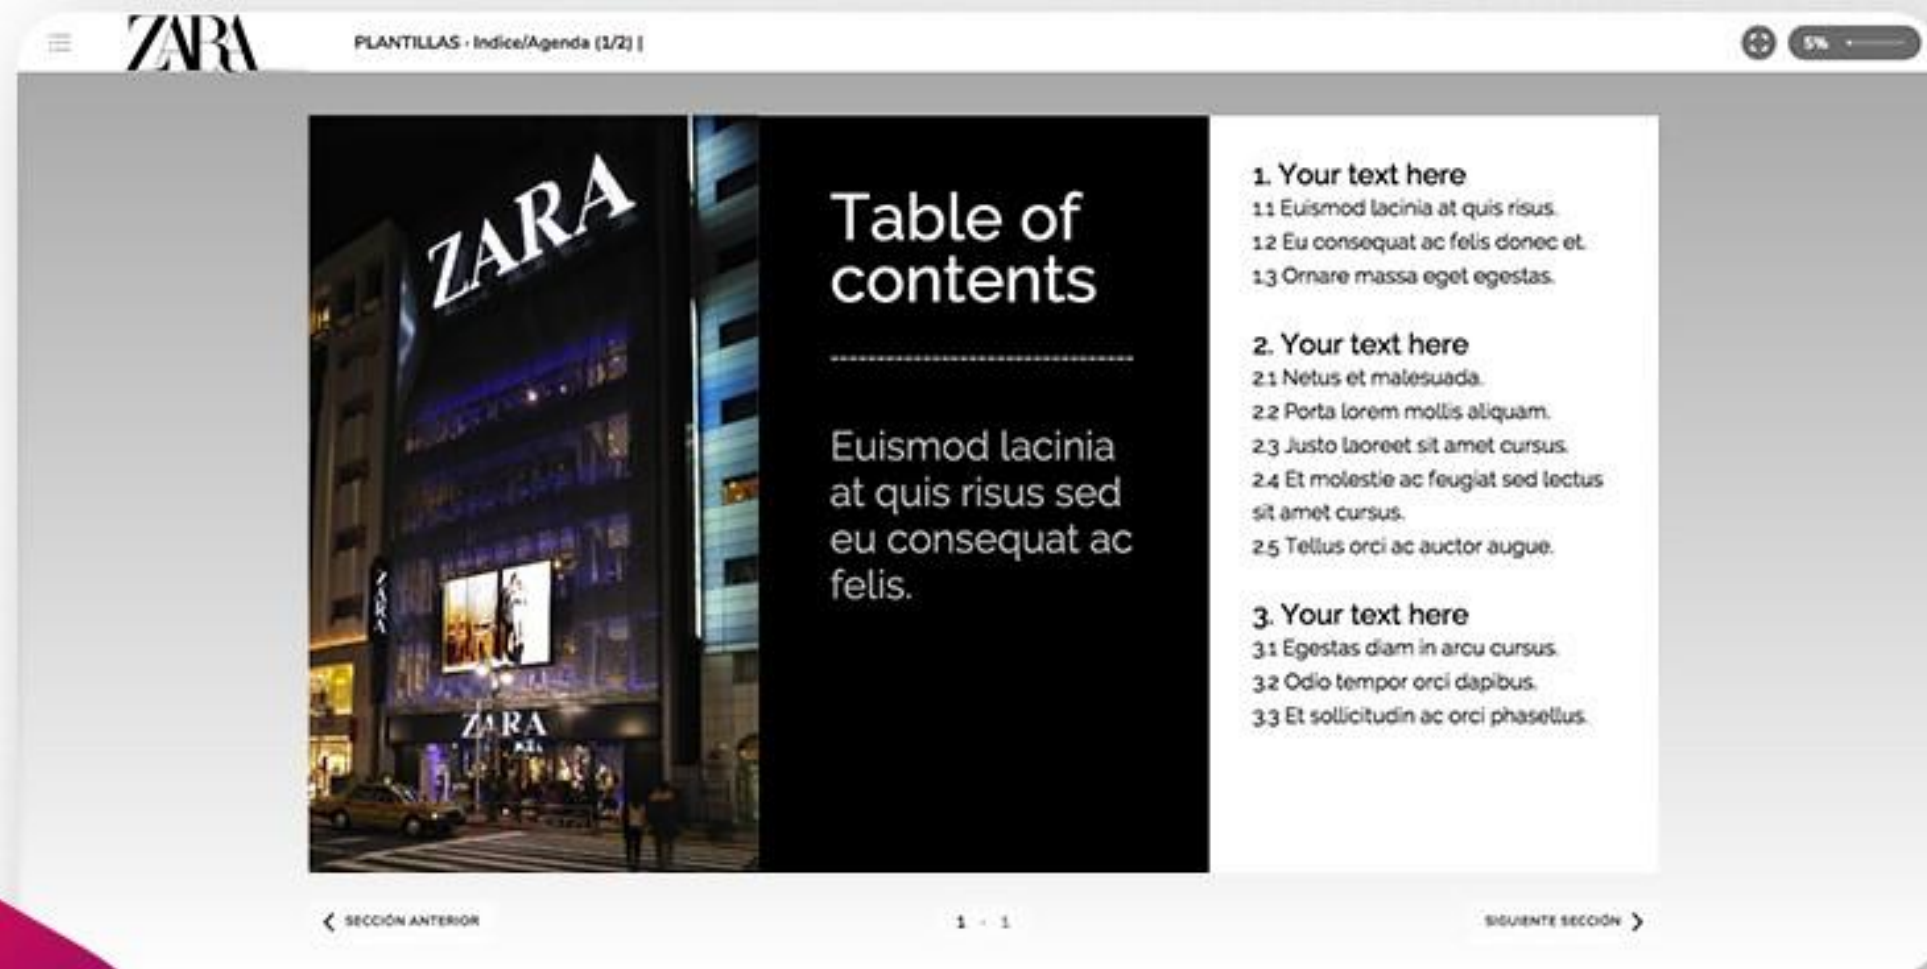 ZARA
PLANTILLAS · Indice/Agenda (1/2) |
5%
ZARA
ZARA
ZARA
Table of
contents
Euismod lacinia
at quis risus sed
eu consequat ac
felis.
1. Your text here
1.1 Euismod lacinia at quis risus.
1.2 Eu consequat ac felis donec et.
1.3 Ornare massa eget egestas.
2. Your text here
2.1 Netus et malesuada.
2.2 Porta lorem mollis aliquam.
2.3 Justo laoreet sit amet cursus.
2.4 Et molestie ac feugiat sed lectus
sit amet cursus.
2.5 Tellus orci ac auctor augue.
3. Your text here
3.1 Egestas diam in arcu cursus.
3.2 Odio tempor orci dapibus.
3.3 Et sollicitudin ac orci phasellus.
SECCIÓN ANTERIOR
1 - 1
SIGUIENTE SECCIÓN